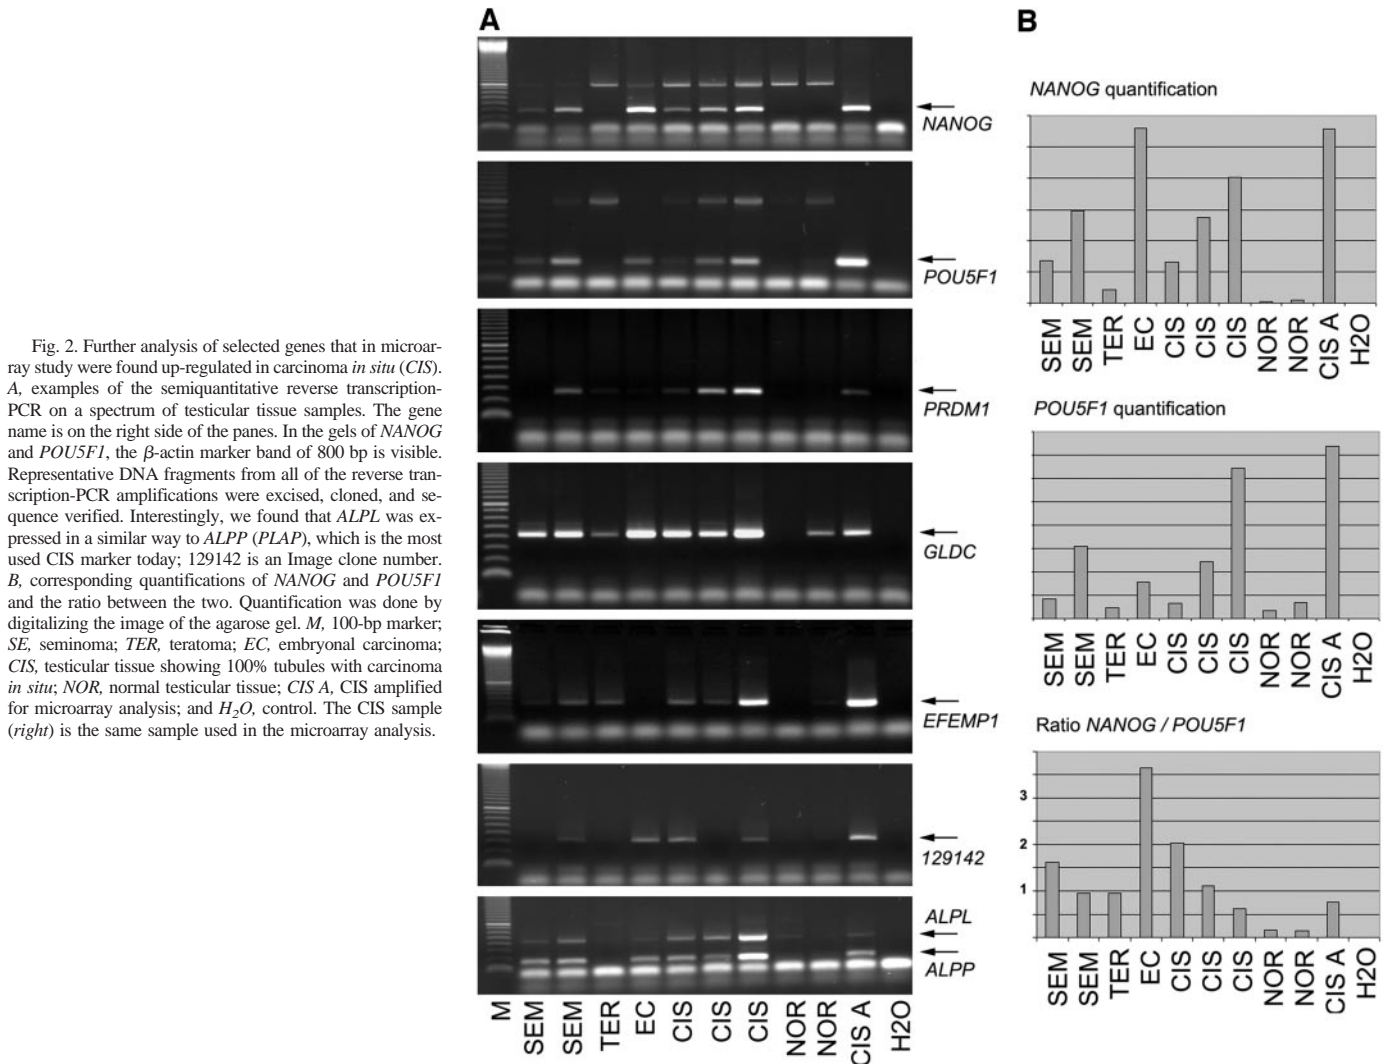 Fig. 2. Further analysis of selected genes that in microar-
ray study were found up-regulated in carcinoma in situ (CIS).
A, examples of the semiquantitative reverse transcription-
PCR on a spectrum of testicular tissue samples. The gene
name is on the right side of the panes. In the gels of NANOG
and POU5F1, the β-actin marker band of 800 bp is visible.
Representative DNA fragments from all of the reverse tran-
scription-PCR amplifications were excised, cloned, and se-
quence verified. Interestingly, we found that ALPL was ex-
pressed in a similar way to ALPP (PLAP), which is the most
used CIS marker today; 129142 is an Image clone number.
B, corresponding quantifications of NANOG and POU5F1
and the ratio between the two. Quantification was done by
digitalizing the image of the agarose gel. M, 100-bp marker;
SE, seminoma; TER, teratoma; EC, embryonal carcinoma;
CIS, testicular tissue showing 100% tubules with carcinoma
in situ; NOR, normal testicular tissue; CIS A, CIS amplified
for microarray analysis; and H₂O, control. The CIS sample
(right) is the same sample used in the microarray analysis.
A
NANOG
POU5F1
PRDM1
GLDC
EFEMP1
129142
ALPL
ALPP
M
SEM
SEM
TER
EC
CIS
CIS
CIS
NOR
NOR
CIS A
H2O
B
NANOG quantification
SEM
SEM
TER
EC
CIS
CIS
CIS
NOR
NOR
CIS A
H2O
POU5F1 quantification
SEM
SEM
TER
EC
CIS
CIS
CIS
NOR
NOR
CIS A
H2O
Ratio NANOG / POU5F1
3
2
1
SEM
SEM
TER
EC
CIS
CIS
CIS
NOR
NOR
CIS A
H2O